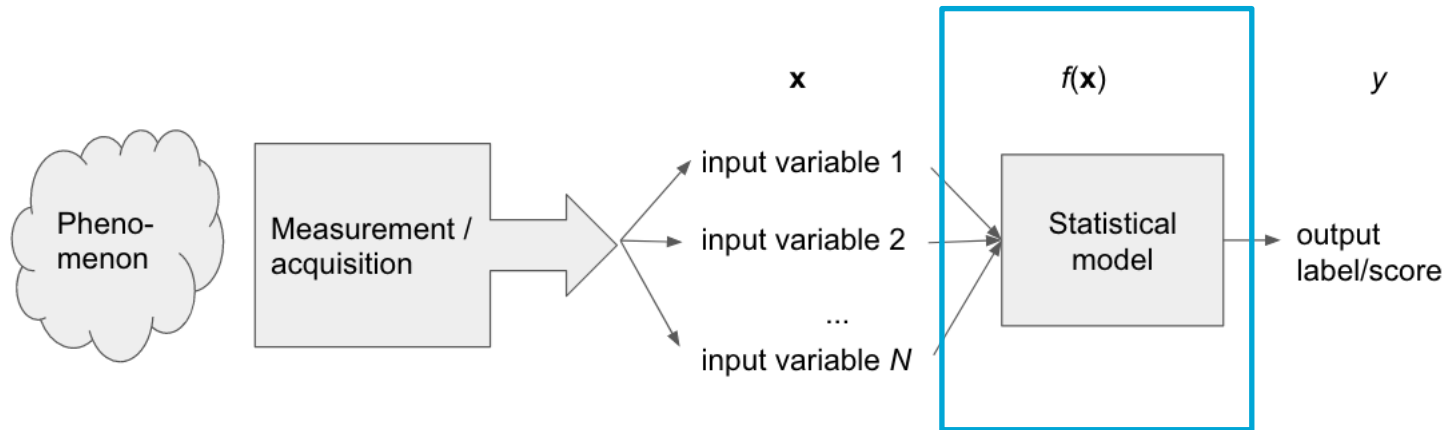 x
f(x)
y
Pheno-
menon
Measurement /
acquisition
input variable 1
input variable 2
...
input variable N
Statistical
model
output
label/score